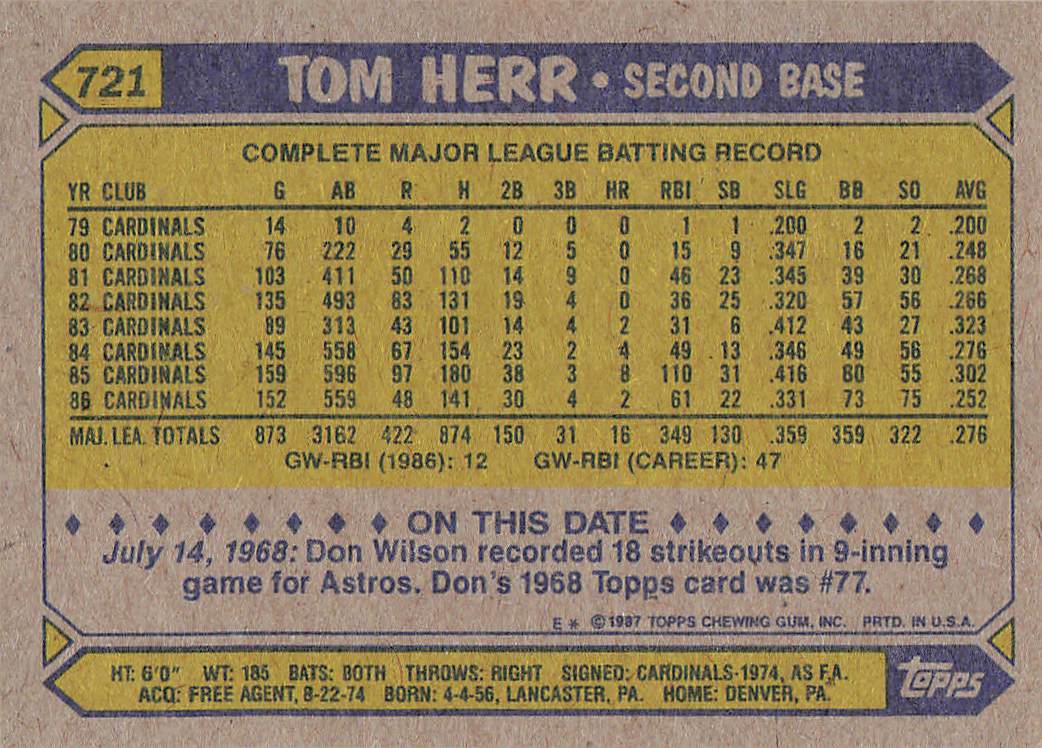 721 TOM HERR • SECOND BASE
COMPLETE MAJOR LEAGUE BATTING RECORD
YR CLUB G AB R H 2B 3B HR RBI SB SLG BB SO AVG
79 CARDINALS 14 10 4 2 0 0 0 1 1 .200 2 2 .200
80 CARDINALS 76 222 29 55 12 5 0 15 9 .347 16 21 .248
81 CARDINALS 103 411 50 110 14 9 0 46 23 .345 39 30 .268
82 CARDINALS 135 493 83 131 19 4 0 36 25 .320 57 56 .266
83 CARDINALS 89 313 43 101 14 4 2 31 6 .412 43 27 .323
84 CARDINALS 145 558 67 154 23 2 4 49 13 .346 49 56 .276
85 CARDINALS 159 596 97 180 38 3 8 110 31 .416 80 55 .302
86 CARDINALS 152 559 48 141 30 4 2 61 22 .331 73 75 .252
MAJ. LEA. TOTALS 873 3162 422 874 150 31 16 349 130 .359 359 322 .276
GW-RBI (1986): 12 GW-RBI (CAREER): 47
ON THIS DATE
July 14, 1968: Don Wilson recorded 18 strikeouts in 9-inning
game for Astros. Don's 1968 Topps card was #77.
E * ©1987 TOPPS CHEWING GUM, INC. PRTD. IN U.S.A.
HT: 6'0" WT: 185 BATS: BOTH THROWS: RIGHT SIGNED: CARDINALS-1974, AS F.A.
ACQ: FREE AGENT, 8-22-74 BORN: 4-4-56, LANCASTER, PA. HOME: DENVER, PA.
topps